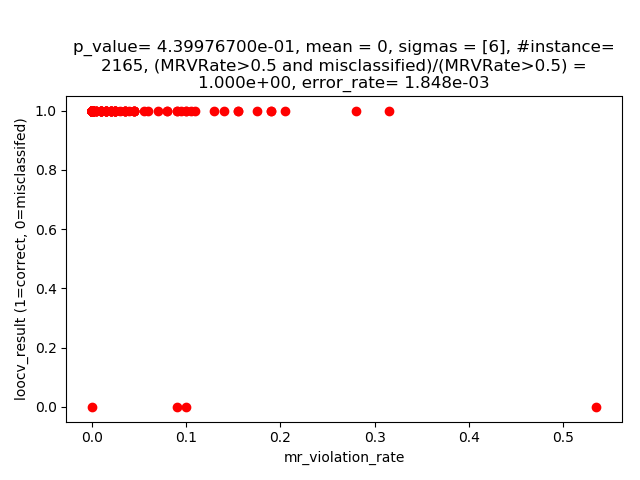 p_value= 4.39976700e-01, mean = 0, sigmas = [6], #instance=
2165, (MRVRate>0.5 and misclassified)/(MRVRate>0.5) =
1.000e+00, error_rate= 1.848e-03
loocv_result (1=correct, 0=misclassifed)
1.0
0.8
0.6
0.4
0.2
0.0
0.0 0.1 0.2 0.3 0.4 0.5
mr_violation_rate